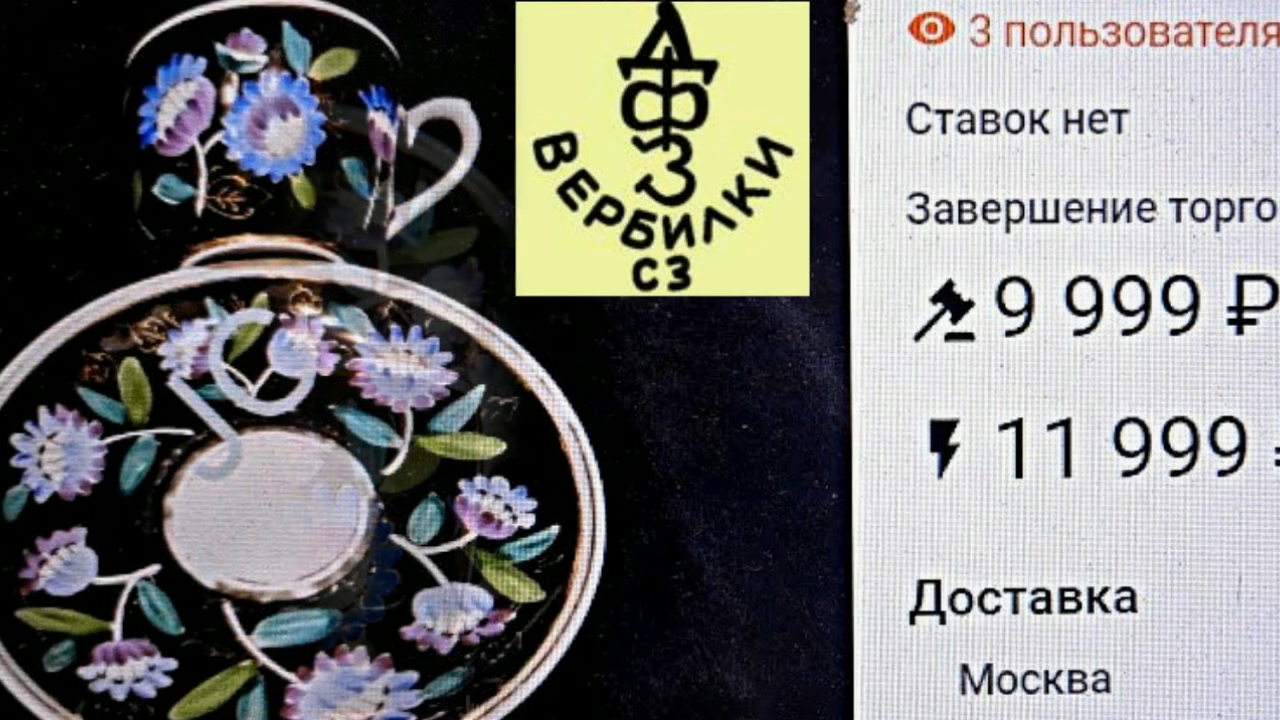 ДФЗ
ВЕРБИЛКИ
СЗ
3 пользователя
Ставок нет
Завершение торго
9 999 ₽
11 999
Доставка
Москва